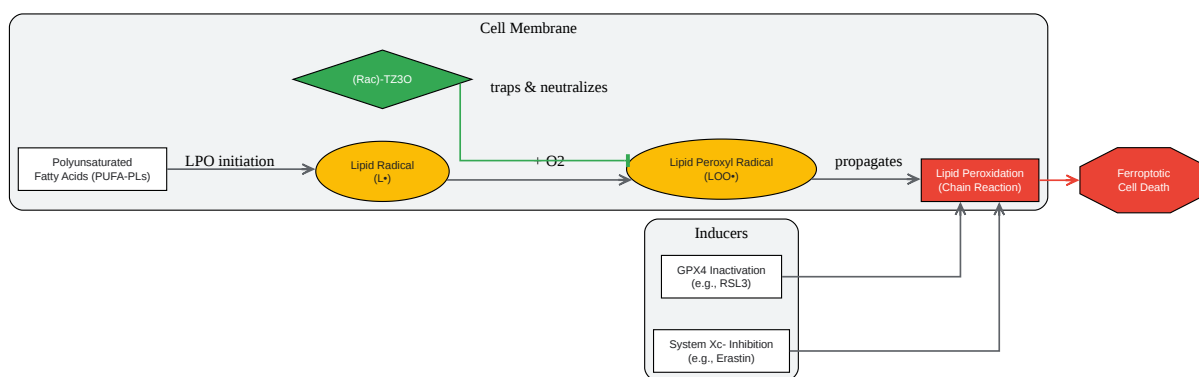 Cell Membrane
(Rac)-TZ3O
traps & neutralizes
Polyunsaturated
Fatty Acids (PUFA-PLs)
LPO initiation
Lipid Radical
(L•)
+ O2
Lipid Peroxyl Radical
(LOO•)
propagates
Lipid Peroxidation
(Chain Reaction)
Ferroptotic
Cell Death
Inducers
GPX4 Inactivation
(e.g., RSL3)
System Xc- Inhibition
(e.g., Erastin)